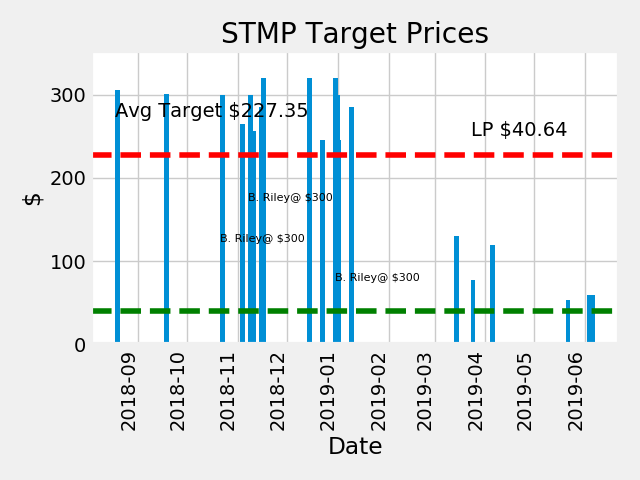 STMP Target Prices
300
Avg Target $227.35
LP $40.64
200
B. Riley@ $300
B. Riley@ $300
B. Riley@ $300
100
0
$
2018-09
2018-10
2018-11
2018-12
2019-01
2019-02
2019-03
2019-04
2019-05
2019-06
Date